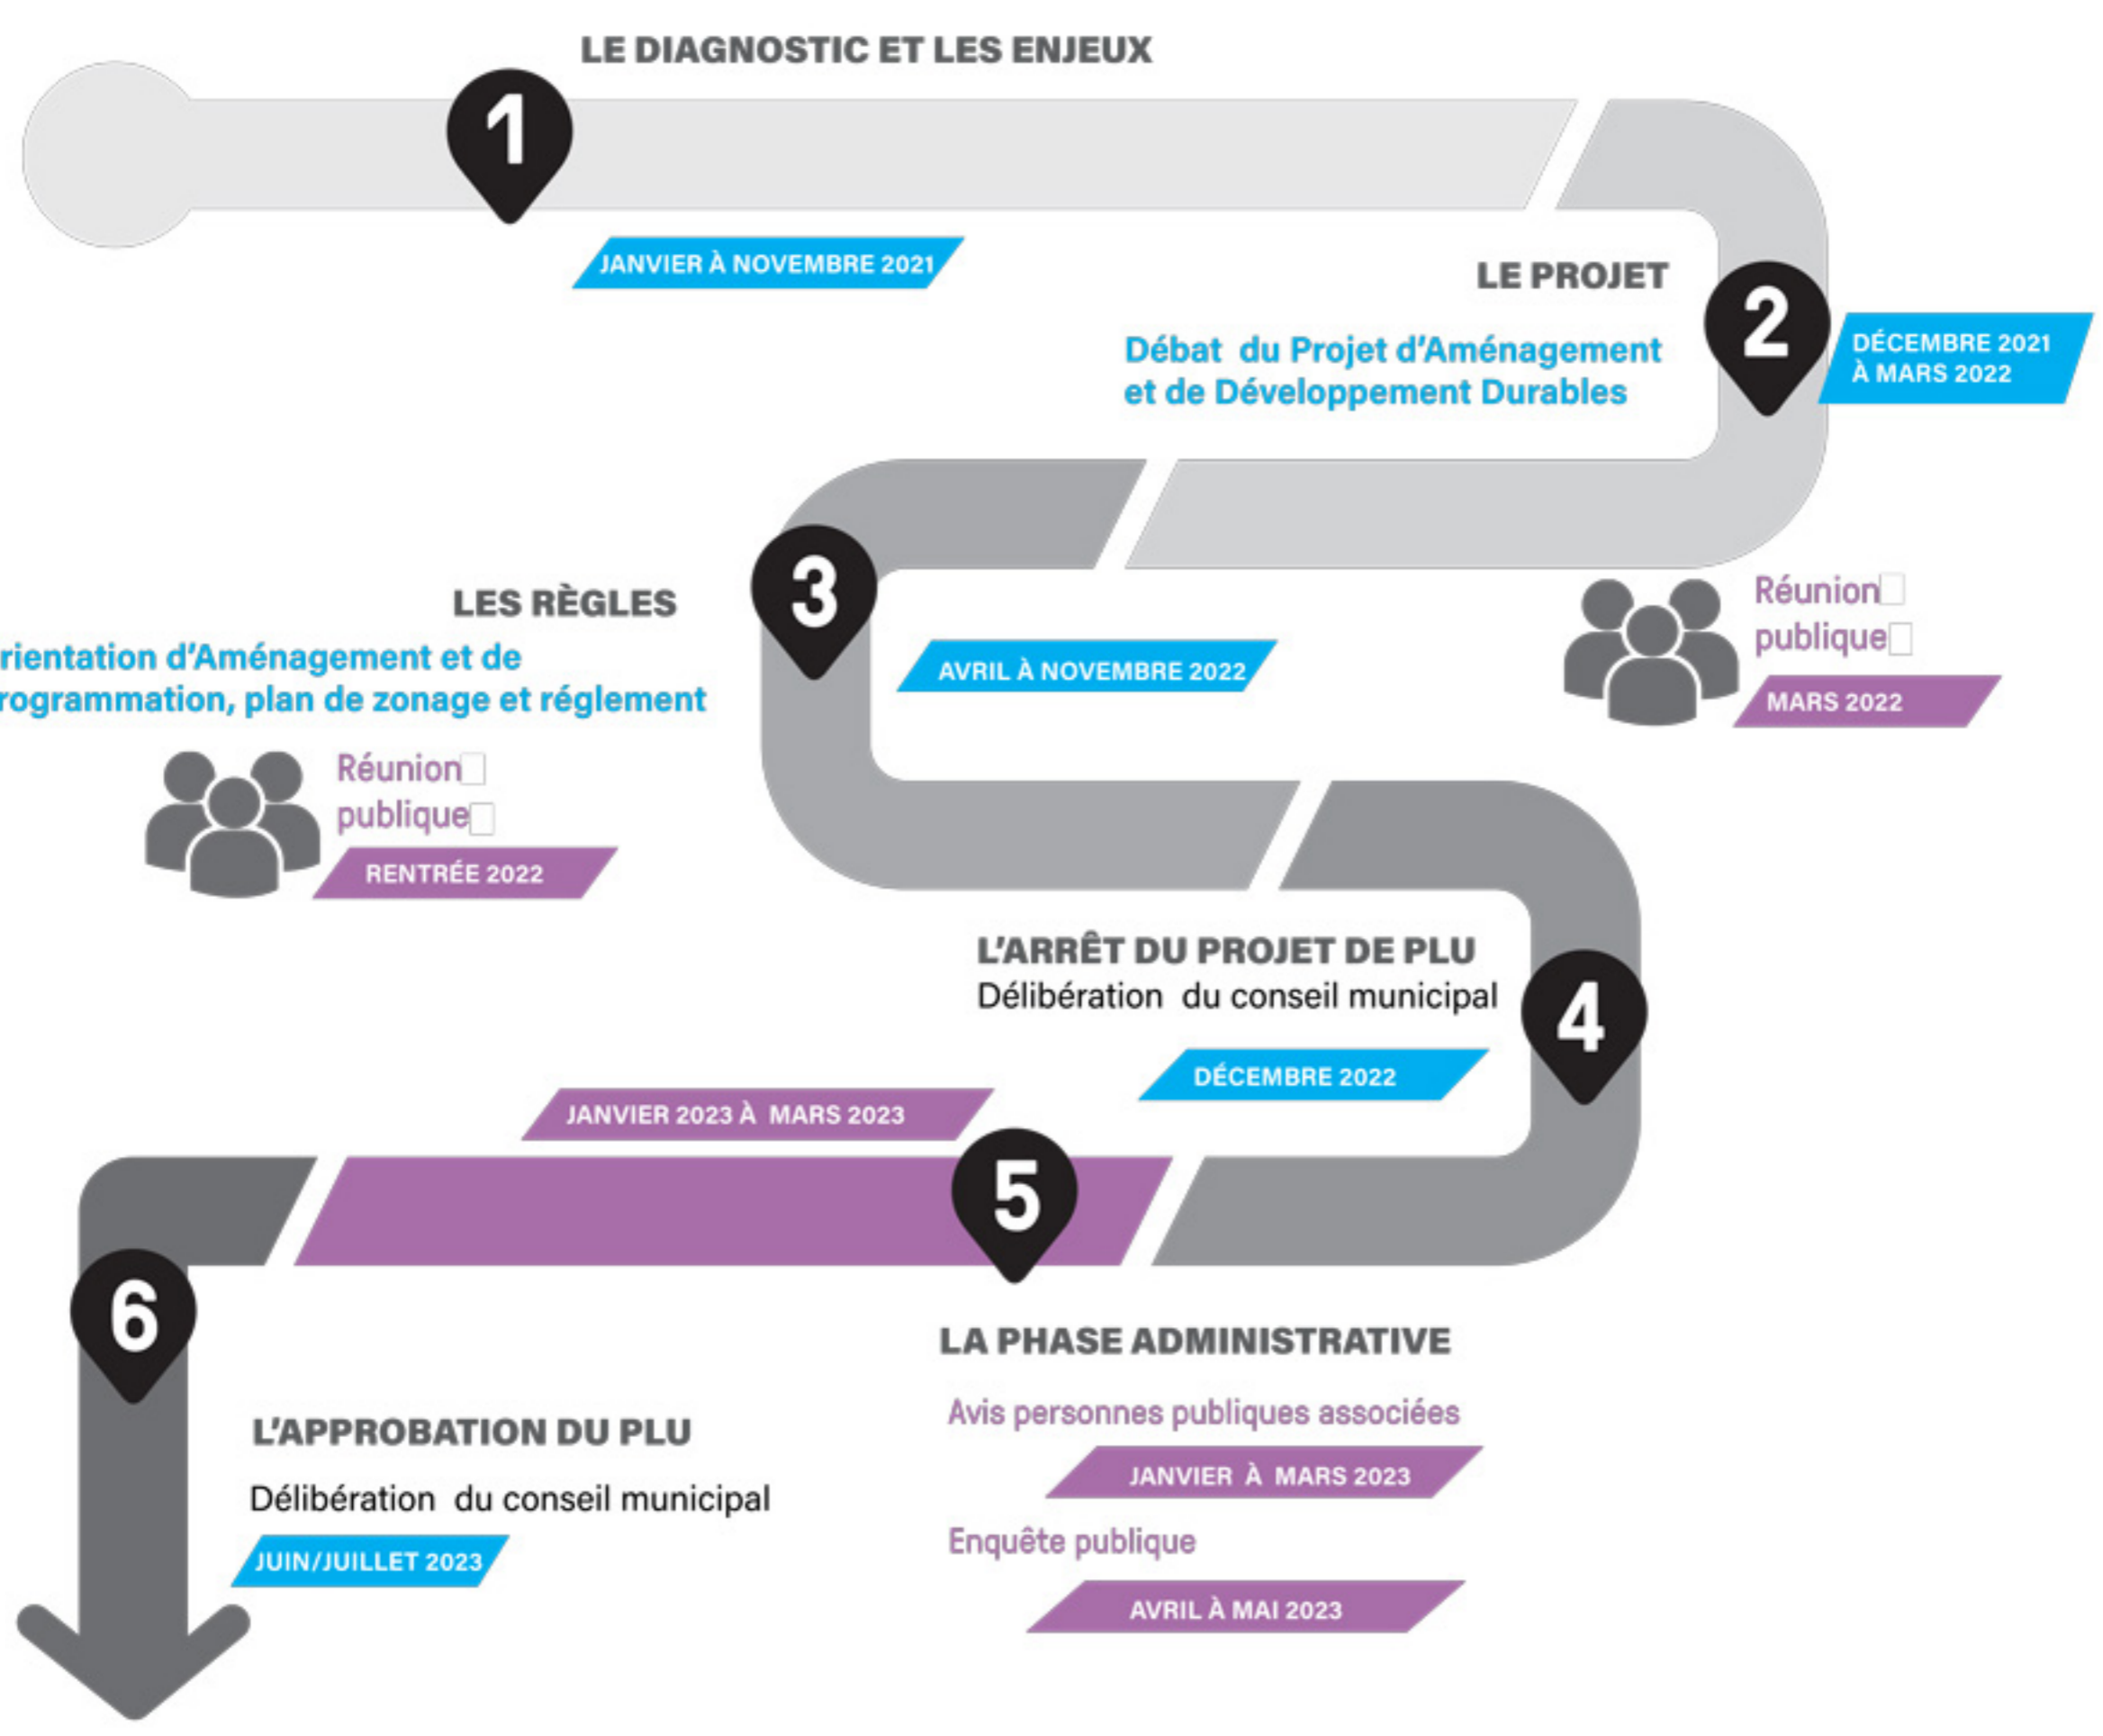 LE DIAGNOSTIC ET LES ENJEUX
1
JANVIER À NOVEMBRE 2021
LE PROJET
2
Débat du Projet d'Aménagement
et de Développement Durables
DÉCEMBRE 2021
À MARS 2022
3
LES RÈGLES
rientation d'Aménagement et de
rogrammation, plan de zonage et réglement
AVRIL À NOVEMBRE 2022
Réunion
publique
MARS 2022
Réunion
publique
RENTRÉE 2022
L'ARRÊT DU PROJET DE PLU
Délibération du conseil municipal
4
DÉCEMBRE 2022
JANVIER 2023 À MARS 2023
5
6
LA PHASE ADMINISTRATIVE
Avis personnes publiques associées
JANVIER À MARS 2023
Enquête publique
AVRIL À MAI 2023
L'APPROBATION DU PLU
Délibération du conseil municipal
JUIN/JUILLET 2023